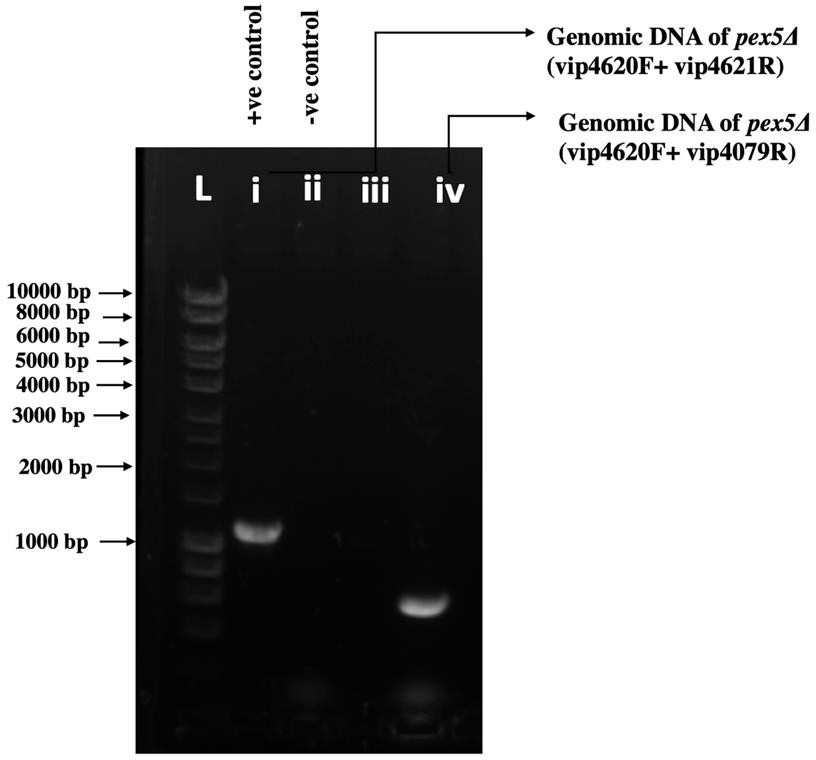 +ve control
-ve control
Genomic DNA of pex5Δ
(vip4620F+ vip4621R)
Genomic DNA of pex5Δ
(vip4620F+ vip4079R)
L i ii iii iv
10000 bp
8000 bp
6000 bp
5000 bp
4000 bp
3000 bp
2000 bp
1000 bp